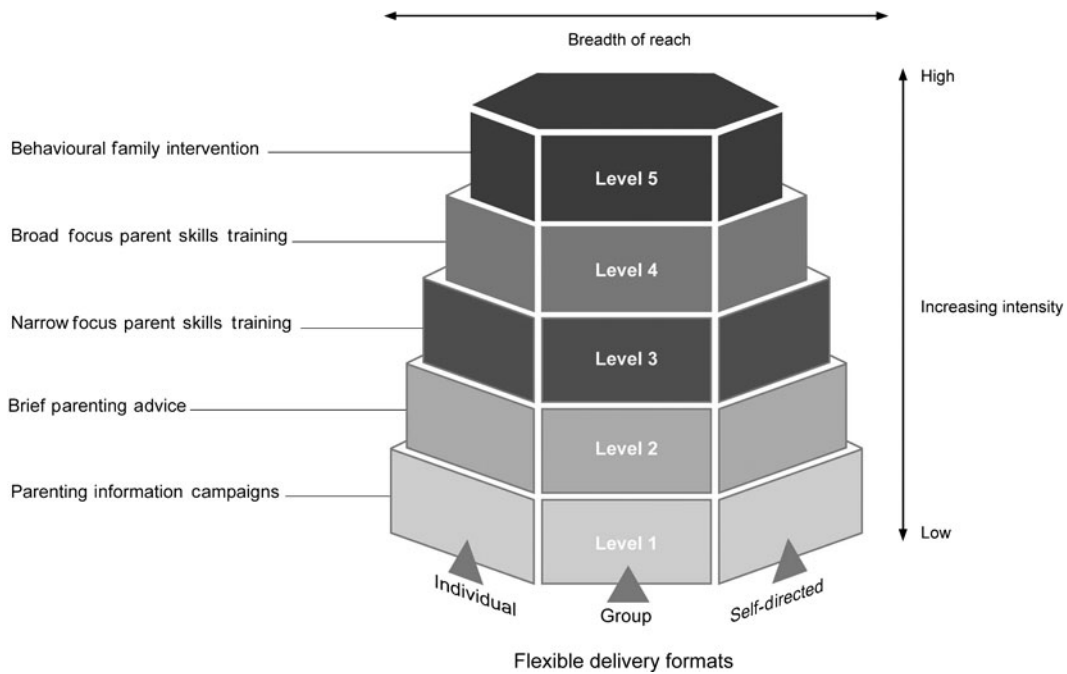 Breadth of reach
High
Behavioural family intervention
Level 5
Broad focus parent skills training
Level 4
Increasing intensity
Narrow focus parent skills training
Level 3
Brief parenting advice
Level 2
Parenting information campaigns
Level 1
Low
Individual
Group
Self-directed
Flexible delivery formats